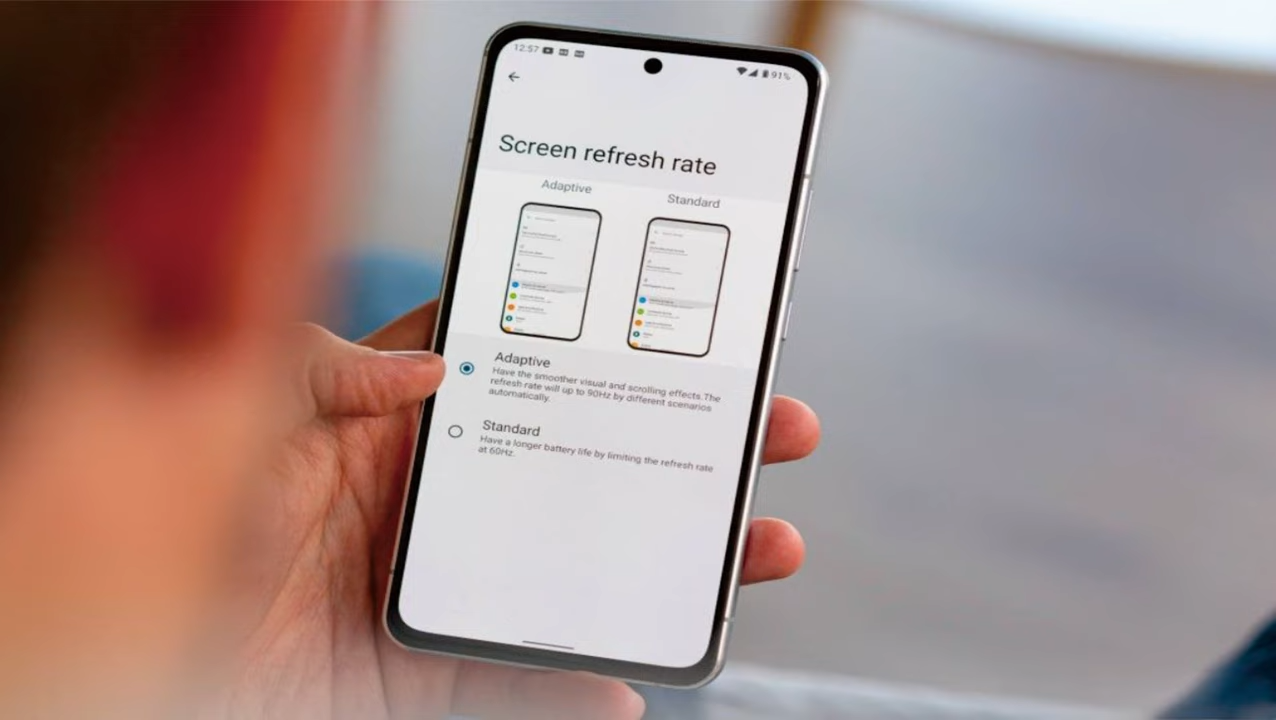 12:57
91%
Screen refresh rate
Adaptive
Standard
Adaptive
Have the smoother visual and scrolling effects.The
refresh rate will up to 90Hz by different scenarios
automatically.
Standard
Have a longer battery life by limiting the refresh rate
at 60Hz.